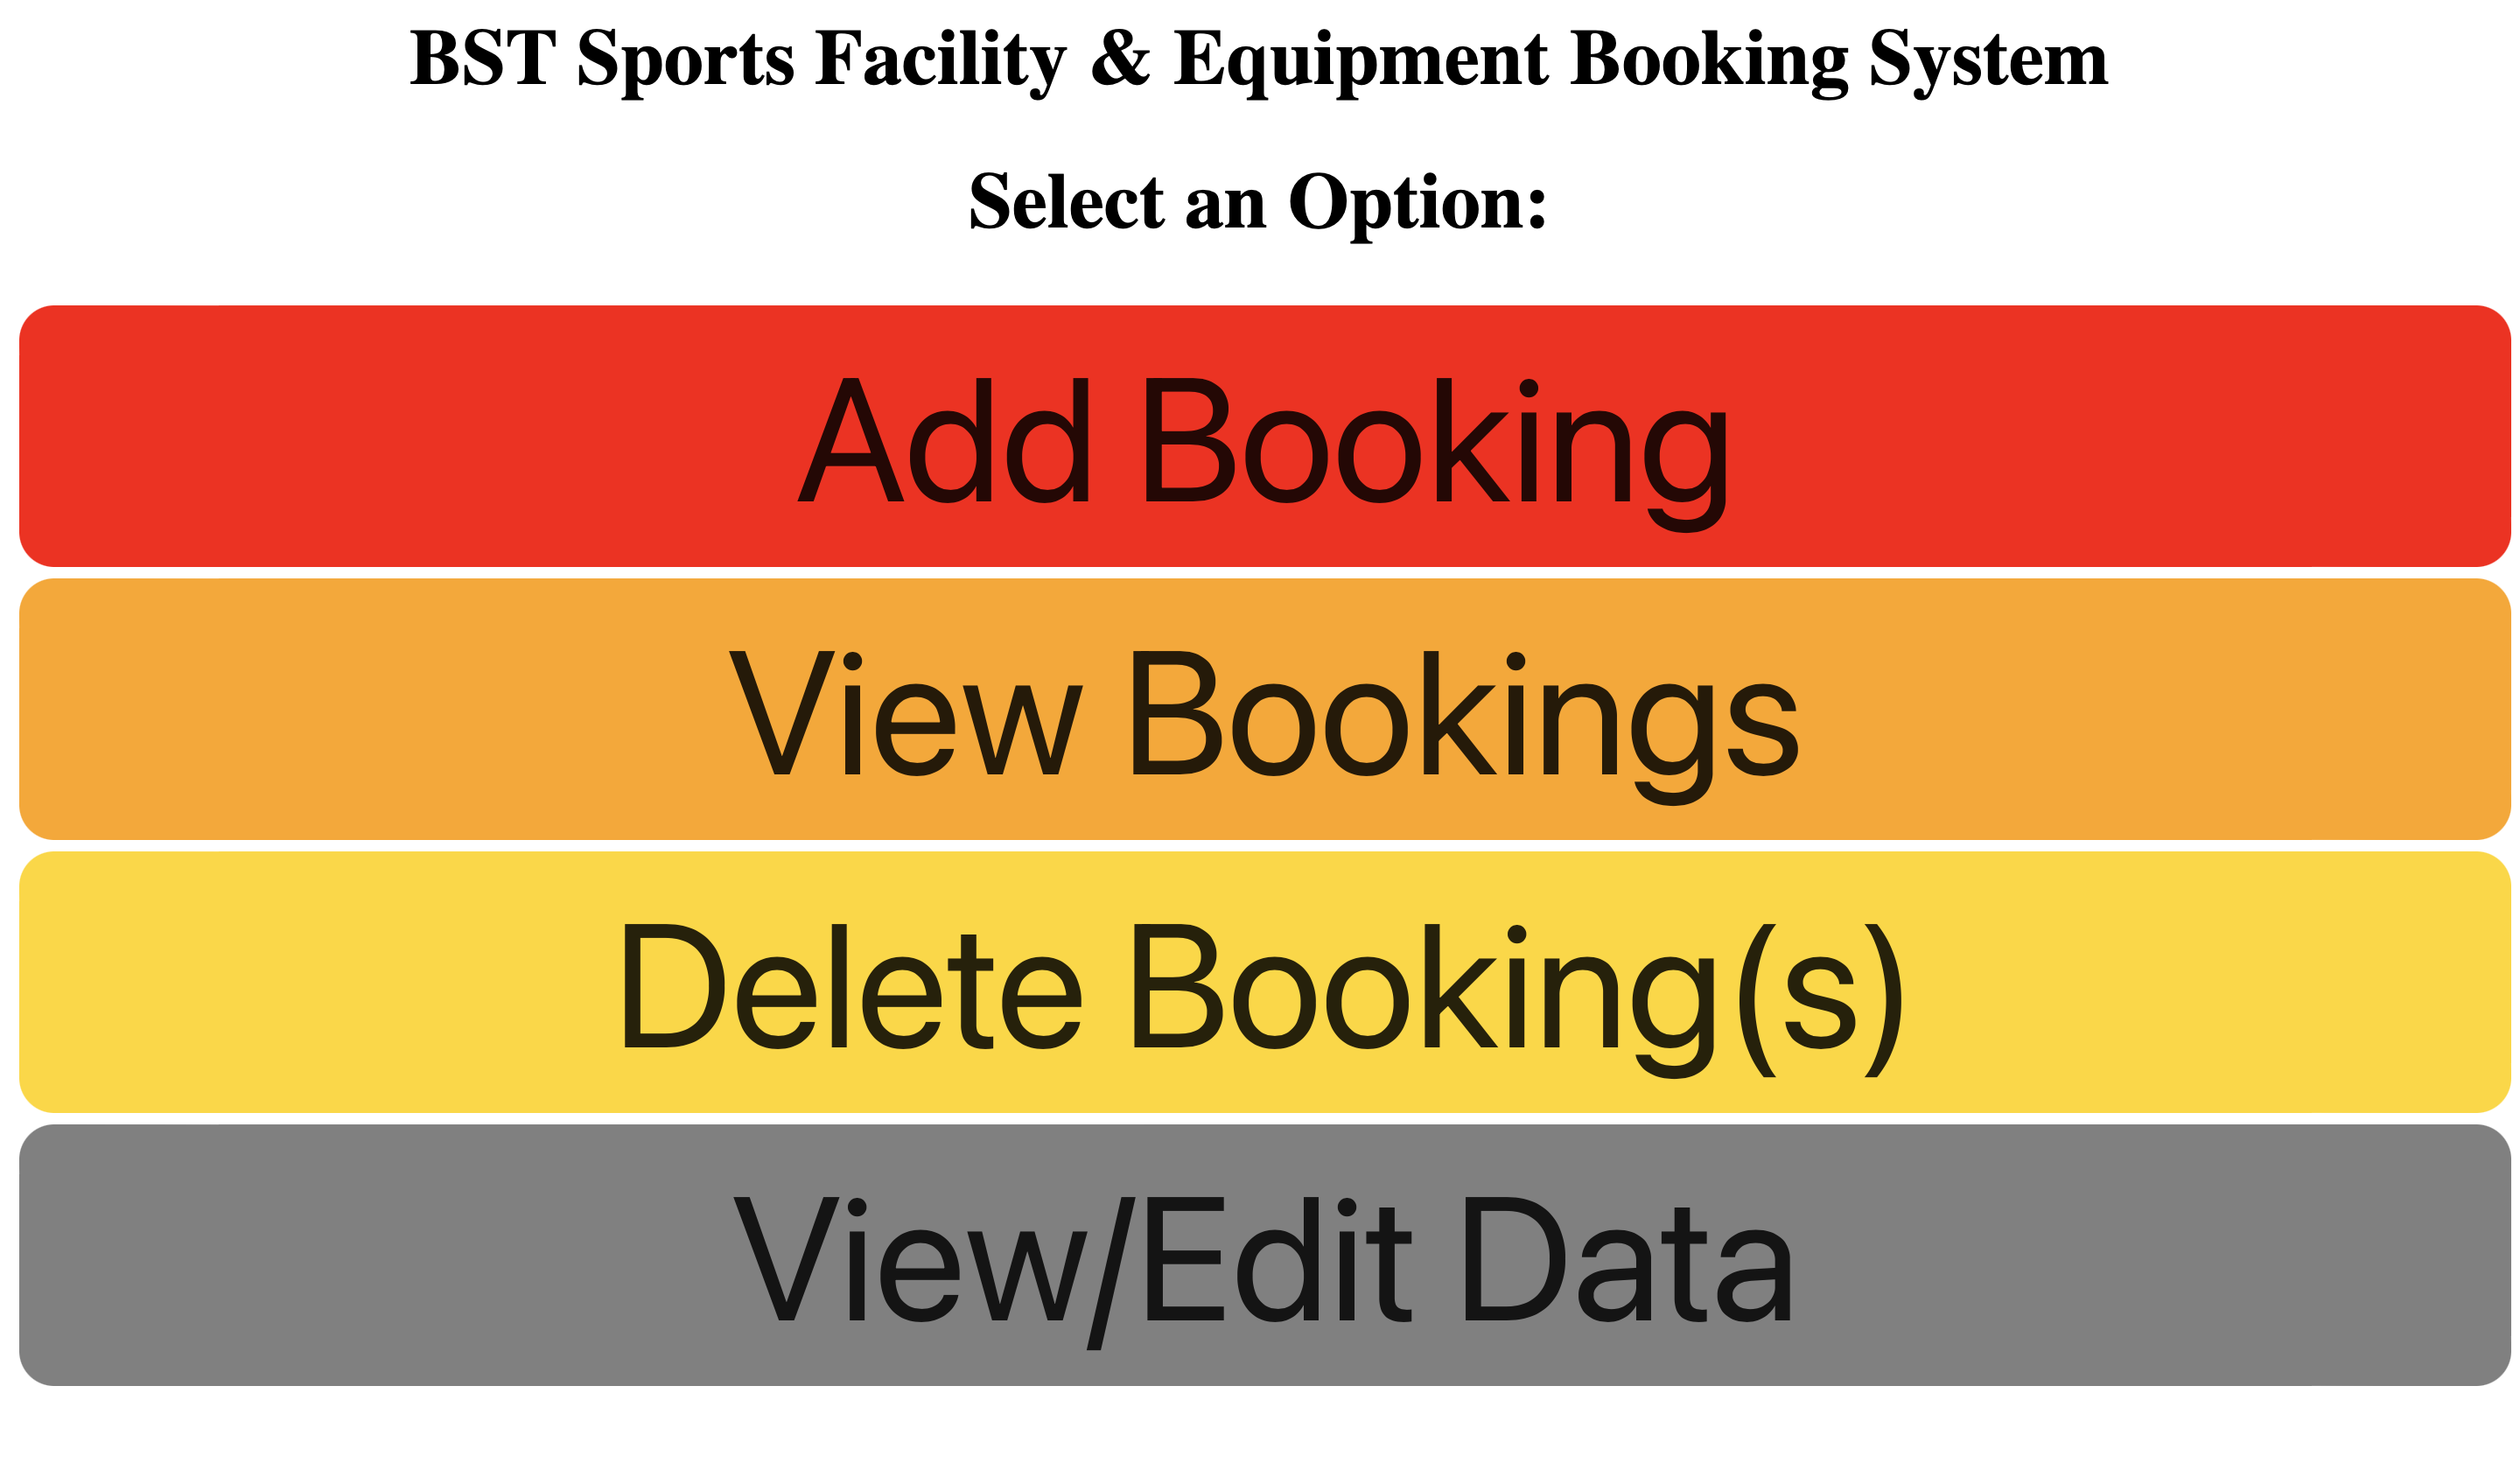 BST Sports Facility & Equipment Booking System
Select an Option:
Add Booking
View Bookings
Delete Booking(s)
View/Edit Data